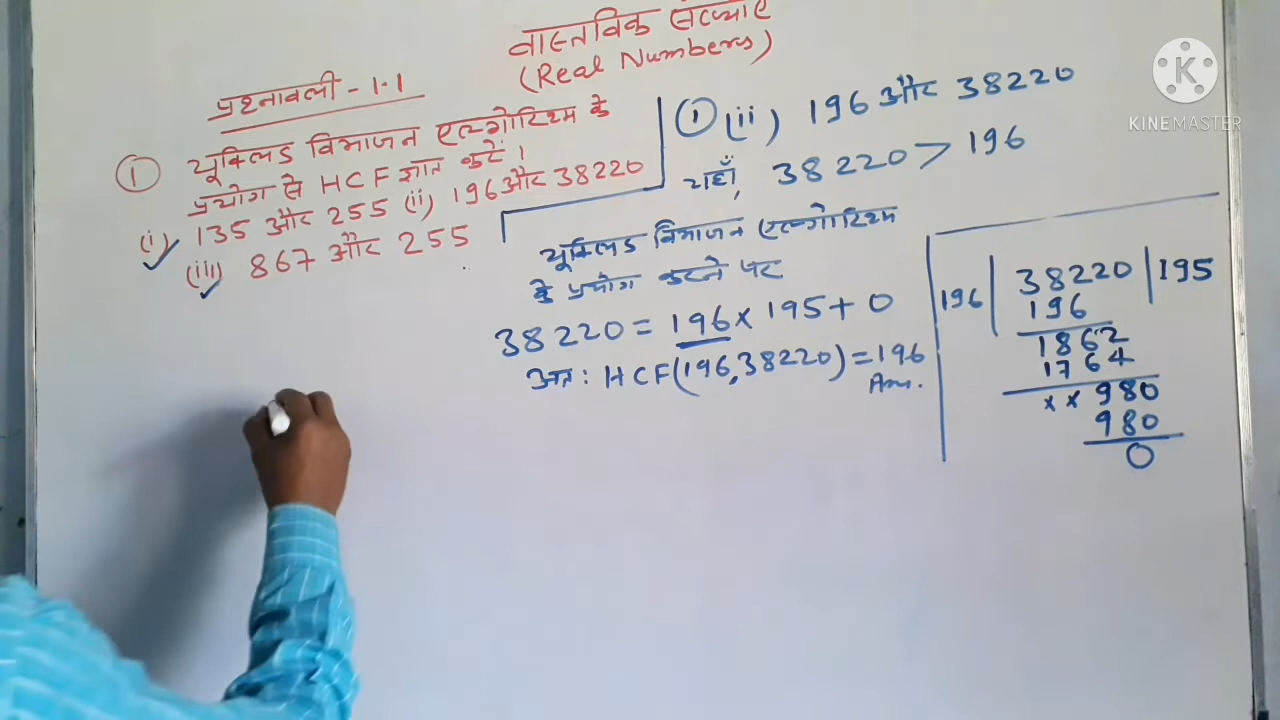 वास्तविक संख्याएँ
(Real Numbers)
प्रश्नावली - 1.1
① यूक्लिड विभाजन एल्गोरिथ्म के
प्रयोग से HCF ज्ञात करें।
(i) 135 और 255 (ii) 196 और 38220
(iii) 867 और 255
① (ii) 196 और 38220
यहाँ, 38220 > 196
यूक्लिड विभाजन एल्गोरिथ्म
के प्रयोग करने पर
38220 = 196 × 195 + 0
अतः HCF(196, 38220) = 196
Ans.
196 | 38220 | 195
196
1862
1764
××980
980
0
K
KINEMASTER